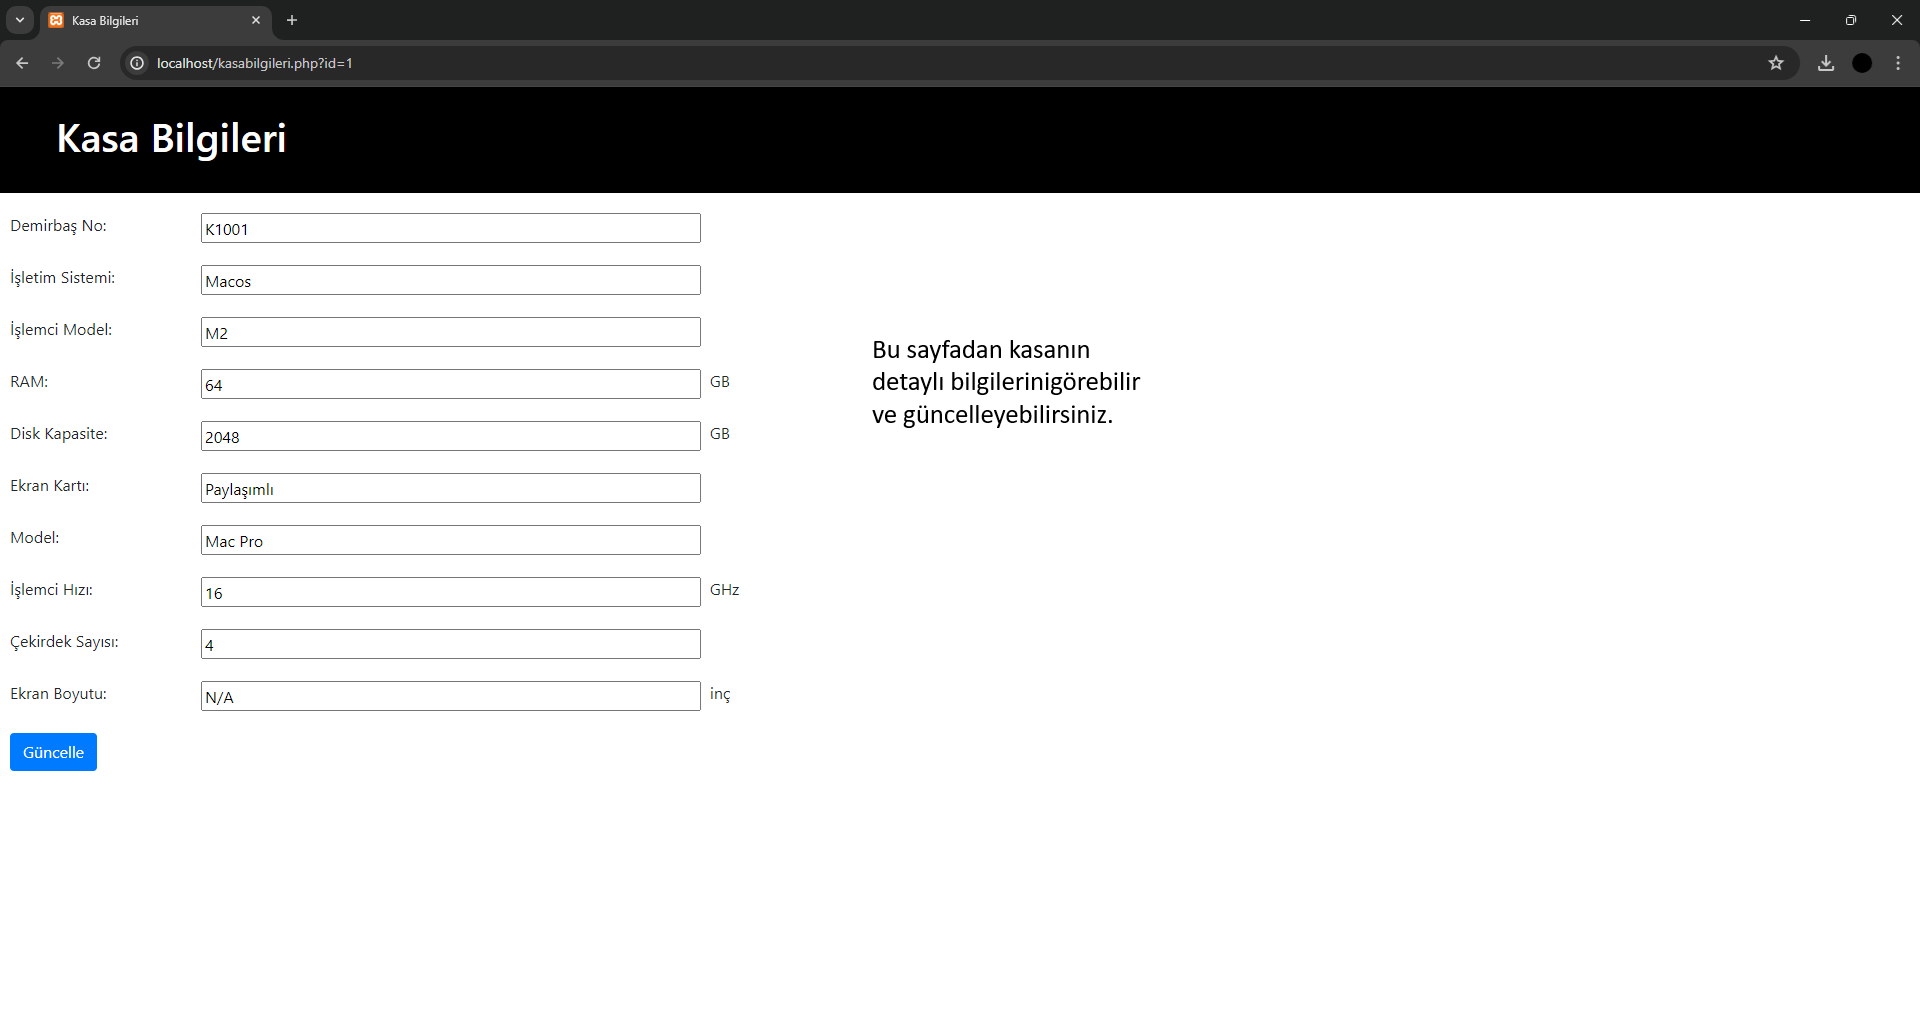 Kasa Bilgileri
localhost/kasabilgileri.php?id=1
Kasa Bilgileri
Demirbaş No: K1001
İşletim Sistemi: Macos
İşlemci Model: M2
RAM: 64 GB
Disk Kapasite: 2048 GB
Ekran Kartı: Paylaşımlı
Model: Mac Pro
İşlemci Hızı: 16 GHz
Çekirdek Sayısı: 4
Ekran Boyutu: N/A inç
Güncelle
Bu sayfadan kasanın
detaylı bilgilerinigörebilir
ve güncelleyebilirsiniz.